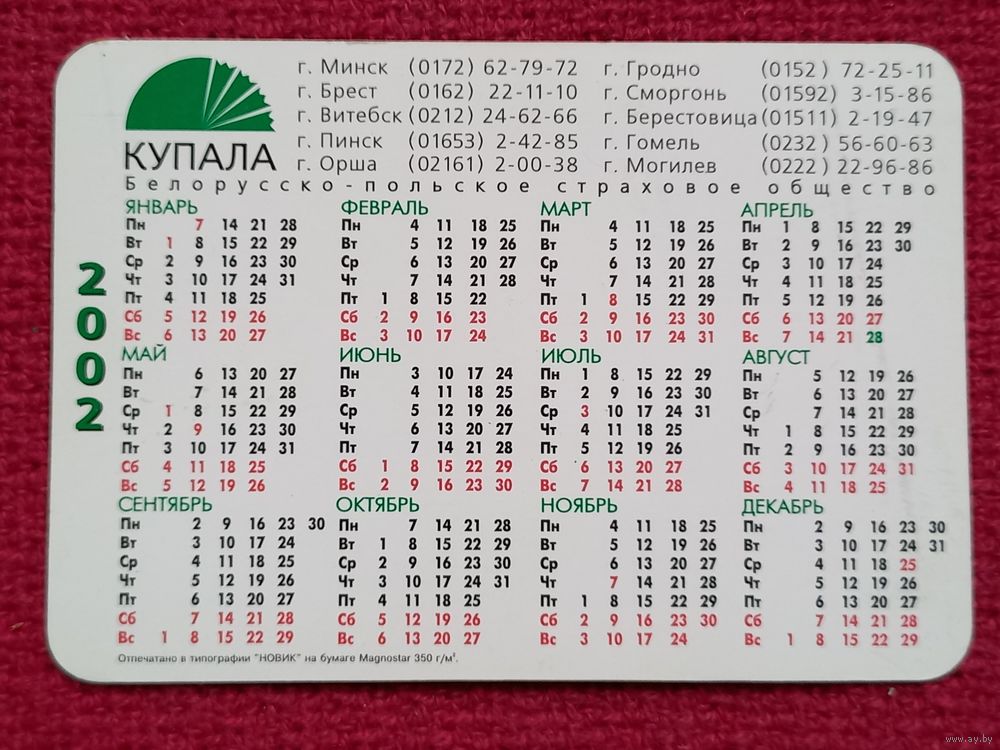 г. Минск (0172) 62-79-72 г. Гродно (0152) 72-25-11
г. Брест (0162) 22-11-10 г. Сморгонь (01592) 3-15-86
г. Витебск (0212) 24-62-66 г. Берестовица (01511) 2-19-47
г. Пинск (01653) 2-42-85 г. Гомель (0232) 56-60-63
КУПАЛА г. Орша (02161) 2-00-38 г. Могилев (0222) 22-96-86
Белорусско-польское страховое общество
2002
ЯНВАРЬ ФЕВРАЛЬ МАРТ АПРЕЛЬ
Пн 7 14 21 28 Пн 4 11 18 25 Пн 4 11 18 25 Пн 1 8 15 22 29
Вт 1 8 15 22 29 Вт 5 12 19 26 Вт 5 12 19 26 Вт 2 9 16 23 30
Ср 2 9 16 23 30 Ср 6 13 20 27 Ср 6 13 20 27 Ср 3 10 17 24
Чт 3 10 17 24 31 Чт 7 14 21 28 Чт 7 14 21 28 Чт 4 11 18 25
Пт 4 11 18 25 Пт 1 8 15 22 Пт 1 8 15 22 29 Пт 5 12 19 26
Сб 5 12 19 26 Сб 2 9 16 23 Сб 2 9 16 23 30 Сб 6 13 20 27
Вс 6 13 20 27 Вс 3 10 17 24 Вс 3 10 17 24 31 Вс 7 14 21 28
МАЙ ИЮНЬ ИЮЛЬ АВГУСТ
Пн 6 13 20 27 Пн 3 10 17 24 Пн 1 8 15 22 29 Пн 5 12 19 26
Вт 7 14 21 28 Вт 4 11 18 25 Вт 2 9 16 23 30 Вт 6 13 20 27
Ср 1 8 15 22 29 Ср 5 12 19 26 Ср 3 10 17 24 31 Ср 7 14 21 28
Чт 2 9 16 23 30 Чт 6 13 20 27 Чт 4 11 18 25 Чт 1 8 15 22 29
Пт 3 10 17 24 31 Пт 7 14 21 28 Пт 5 12 19 26 Пт 2 9 16 23 30
Сб 4 11 18 25 Сб 1 8 15 22 29 Сб 6 13 20 27 Сб 3 10 17 24 31
Вс 5 12 19 26 Вс 2 9 16 23 30 Вс 7 14 21 28 Вс 4 11 18 25
СЕНТЯБРЬ ОКТЯБРЬ НОЯБРЬ ДЕКАБРЬ
Пн 2 9 16 23 30 Пн 7 14 21 28 Пн 4 11 18 25 Пн 2 9 16 23 30
Вт 3 10 17 24 Вт 1 8 15 22 29 Вт 5 12 19 26 Вт 3 10 17 24 31
Ср 4 11 18 25 Ср 2 9 16 23 30 Ср 6 13 20 27 Ср 4 11 18 25
Чт 5 12 19 26 Чт 3 10 17 24 31 Чт 7 14 21 28 Чт 5 12 19 26
Пт 6 13 20 27 Пт 4 11 18 25 Пт 1 8 15 22 29 Пт 6 13 20 27
Сб 7 14 21 28 Сб 5 12 19 26 Сб 2 9 16 23 30 Сб 7 14 21 28
Вс 1 8 15 22 29 Вс 6 13 20 27 Вс 3 10 17 24 Вс 1 8 15 22 29
Отпечатано в типографии "НОВИК" на бумаге Magnostar 350 г/м².
www.ay.by